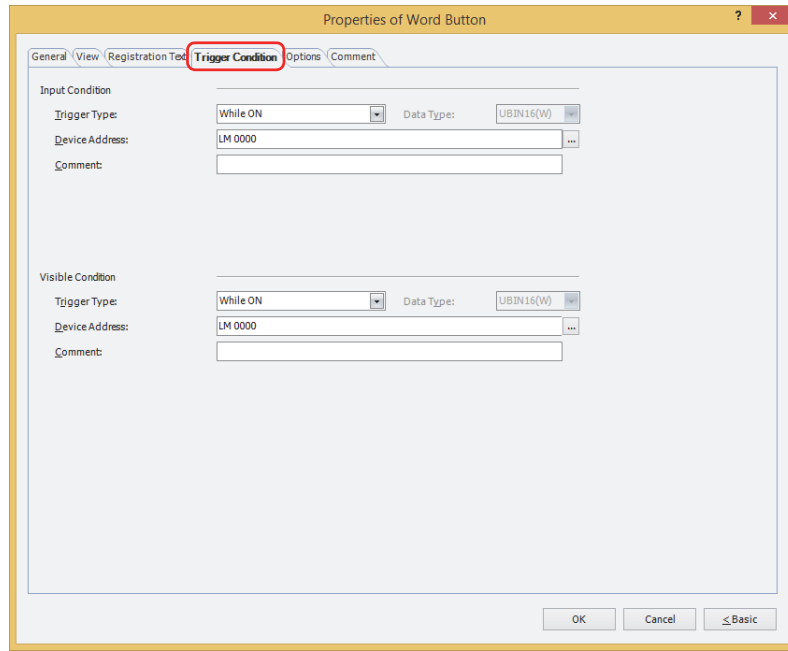 Properties of Word Button ? ×
General View Registration Text Trigger Condition Options Comment
Input Condition
Trigger Type: While ON Data Type: UBIN16(W)
Device Address: LM 0000 ...
Comment:
Visible Condition
Trigger Type: While ON Data Type: UBIN16(W)
Device Address: LM 0000 ...
Comment:
OK Cancel < Basic